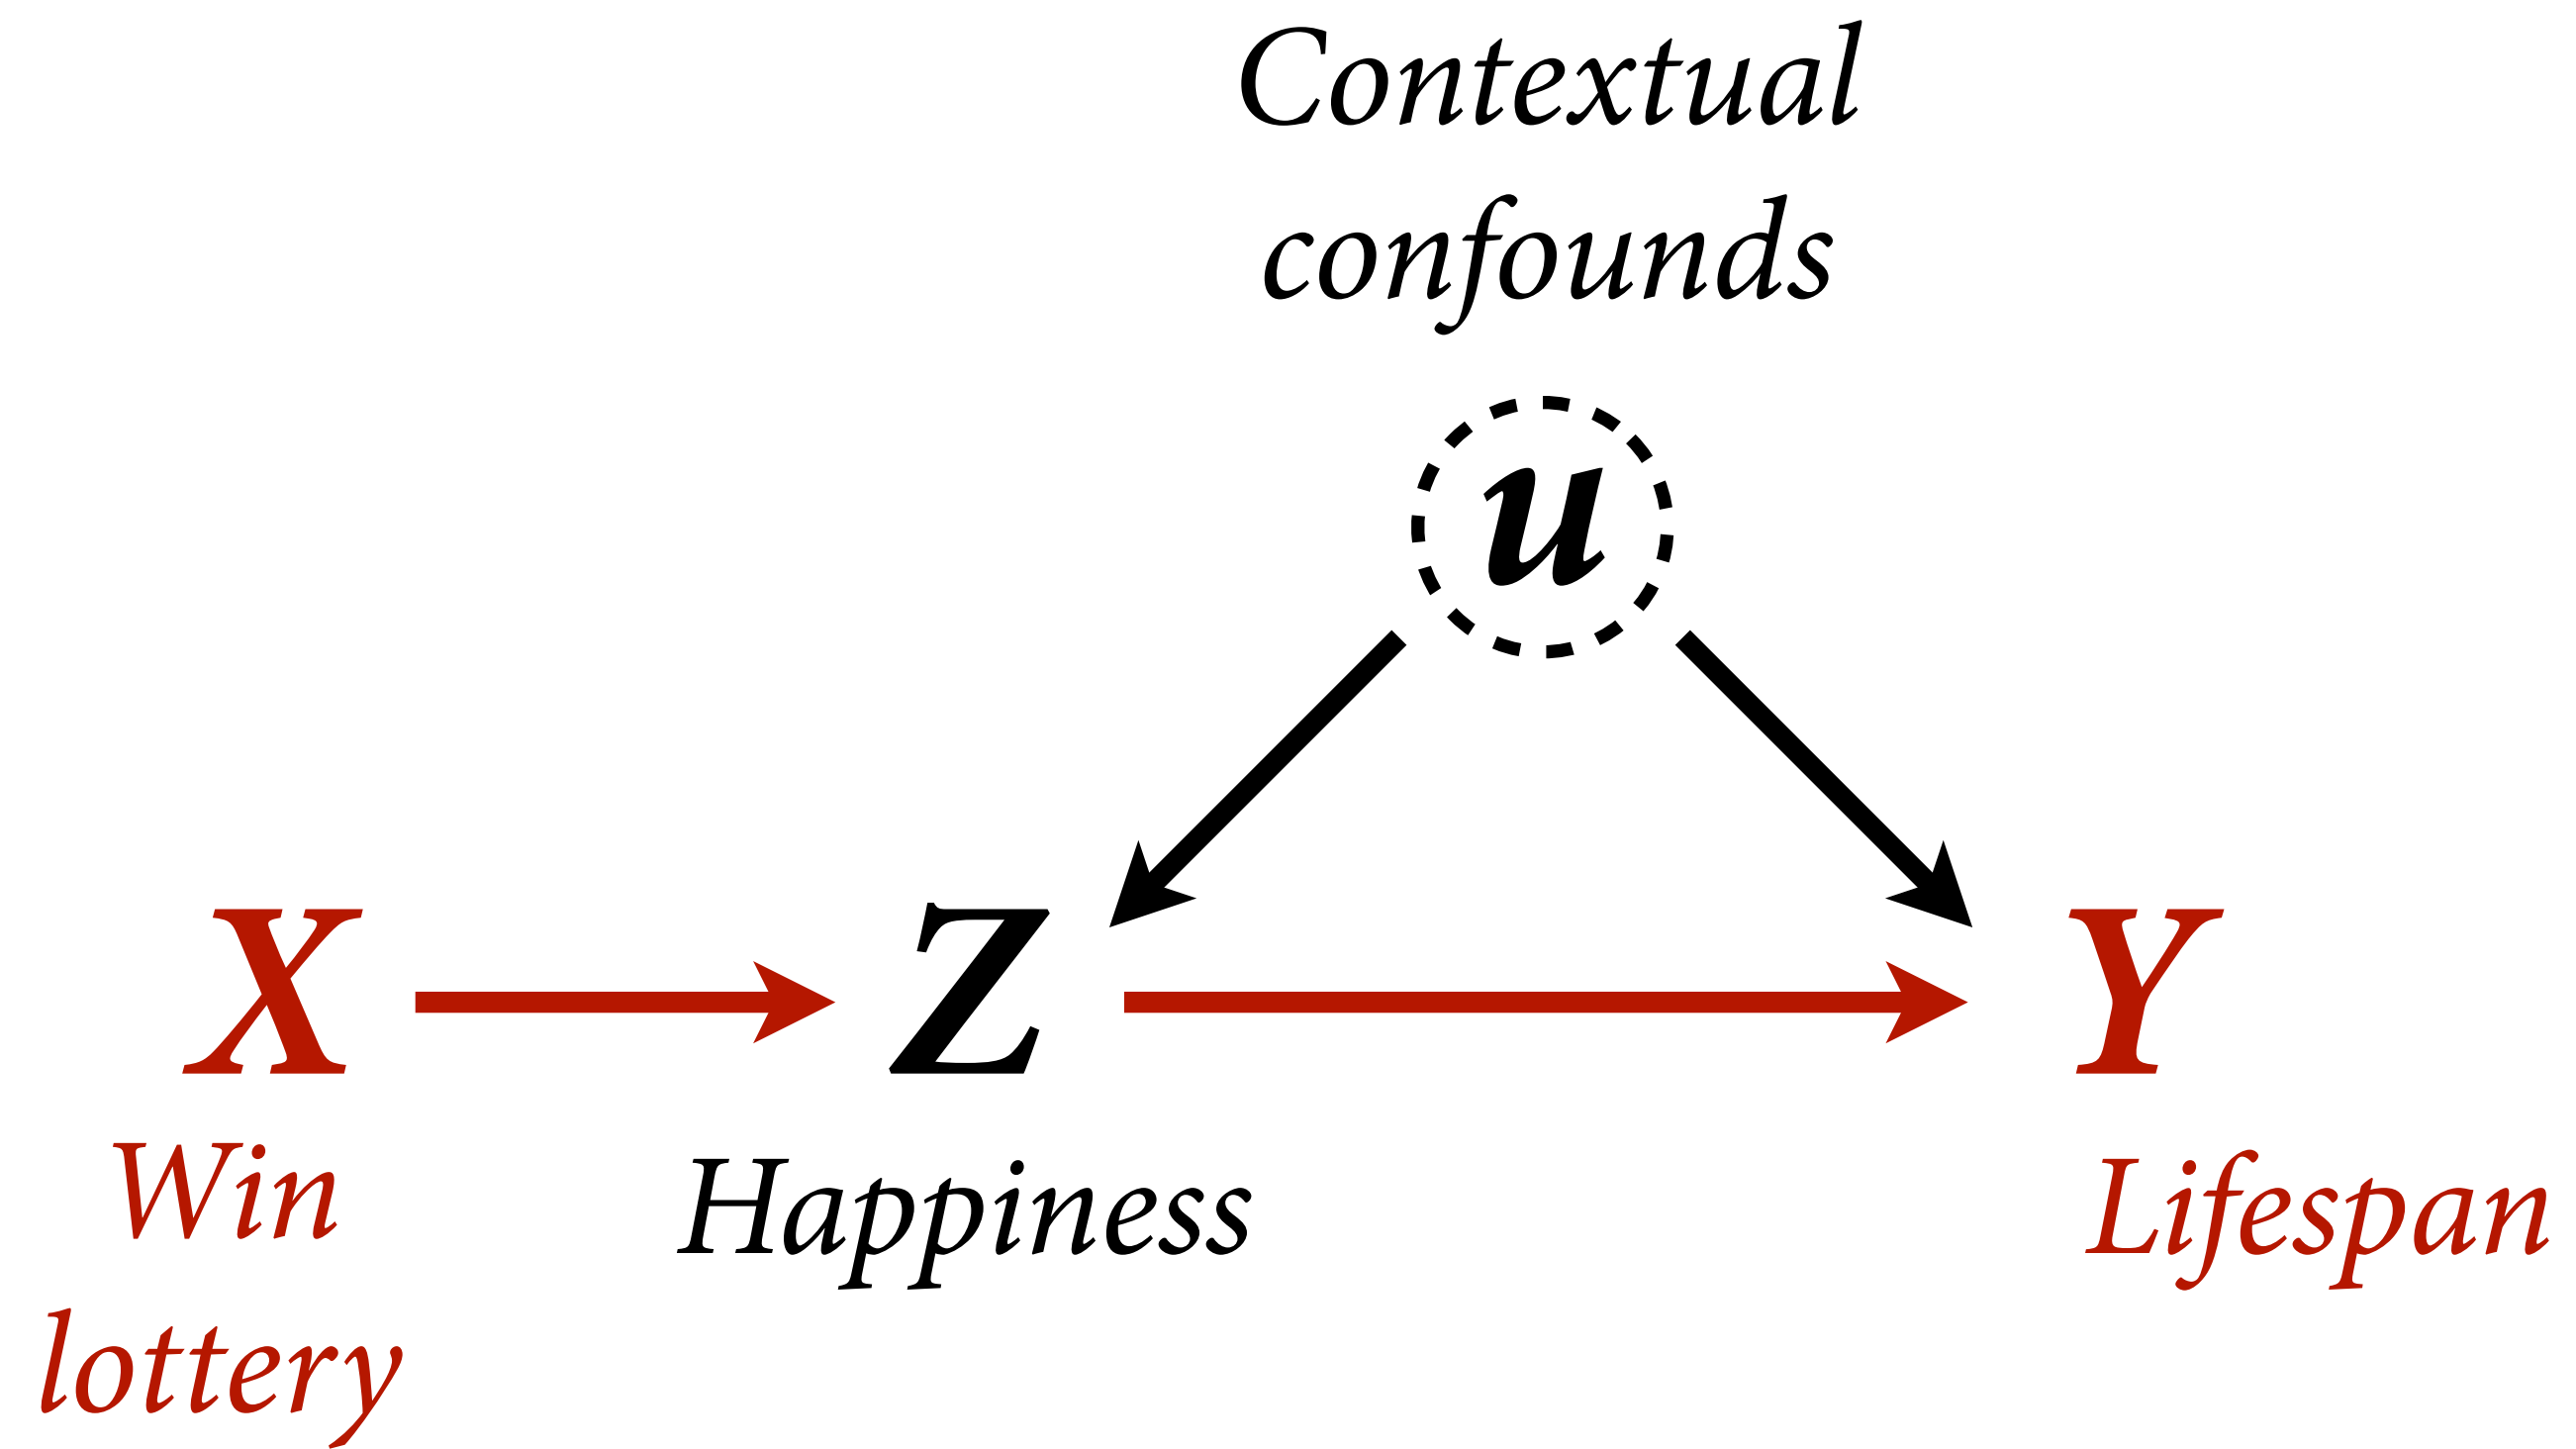 Contextual
confounds
u
X
Z
Y
Win
lottery
Happiness
Lifespan